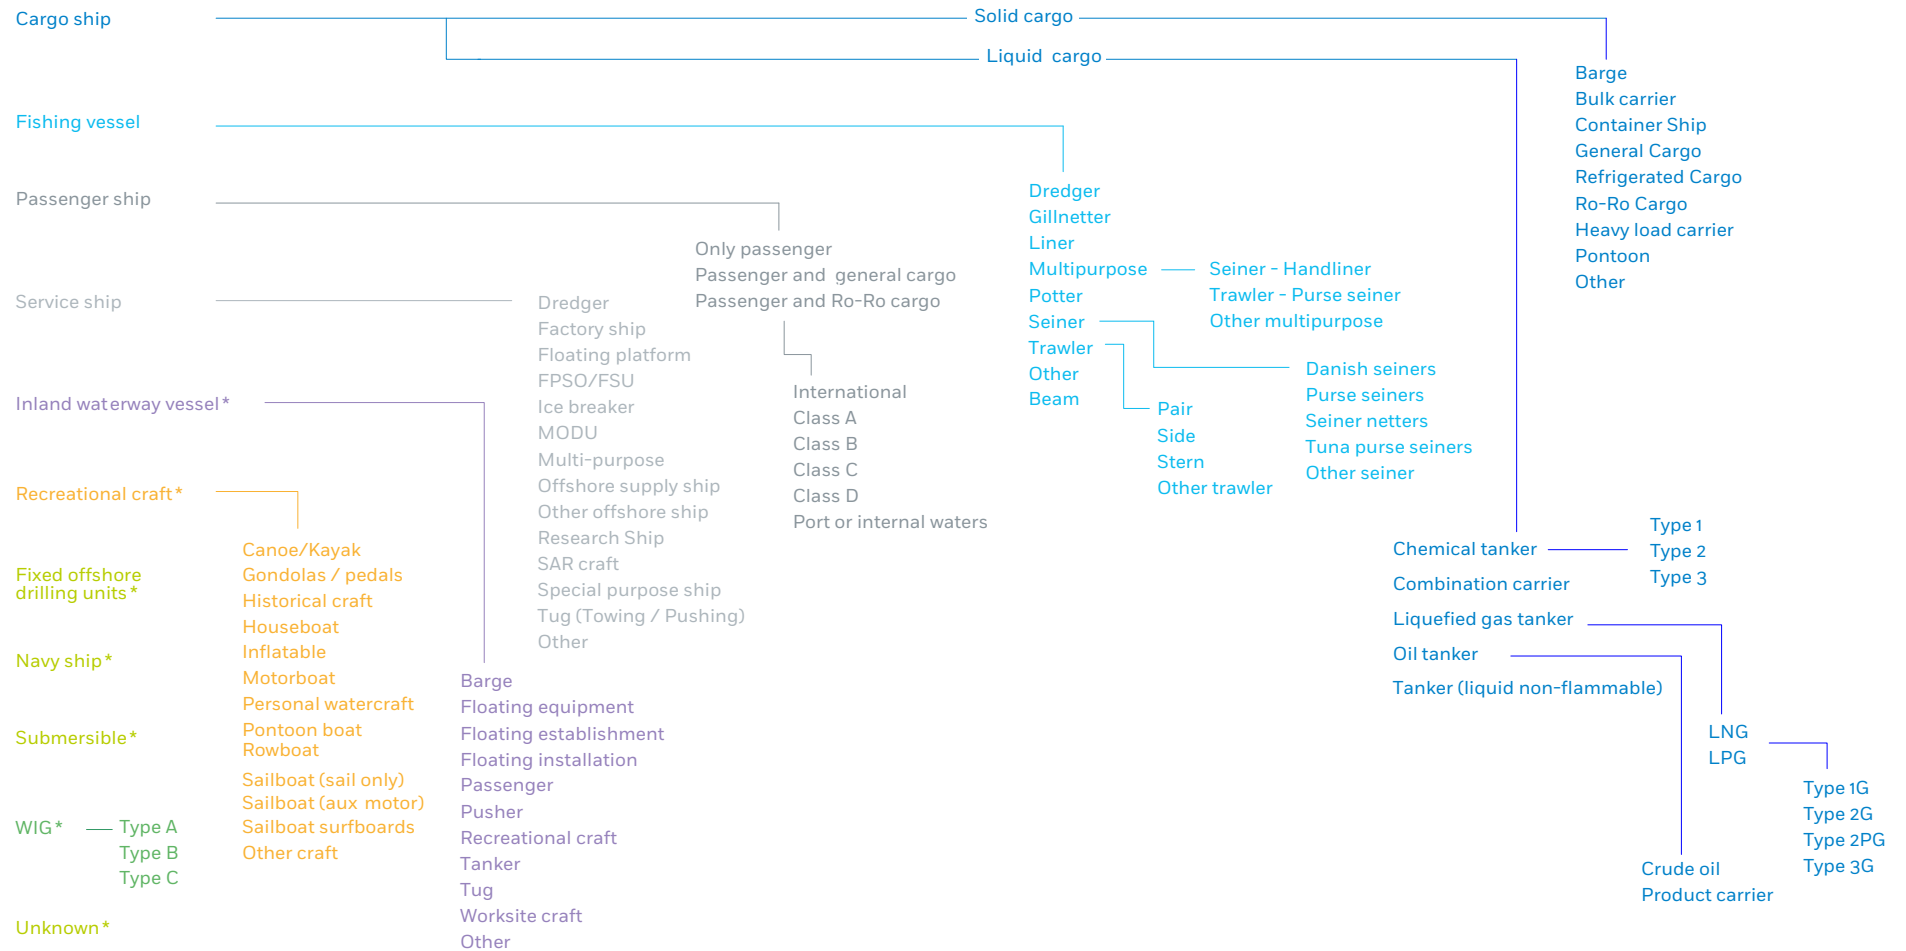 Cargo ship
Solid cargo
Liquid cargo
Barge
Bulk carrier
Container Ship
General Cargo
Refrigerated Cargo
Ro-Ro Cargo
Heavy load carrier
Pontoon
Other
Fishing vessel
Dredger
Gillnetter
Liner
Multipurpose
Potter
Seiner
Trawler
Other
Beam
Seiner - Handliner
Trawler - Purse seiner
Other multipurpose
Danish seiners
Purse seiners
Seiner netters
Tuna purse seiners
Other seiner
Pair
Side
Stern
Other trawler
Passenger ship
Only passenger
Passenger and general cargo
Passenger and Ro-Ro cargo
International
Class A
Class B
Class C
Class D
Port or internal waters
Service ship
Dredger
Factory ship
Floating platform
FPSO/FSU
Ice breaker
MODU
Multi-purpose
Offshore supply ship
Other offshore ship
Research Ship
SAR craft
Special purpose ship
Tug (Towing / Pushing)
Other
Inland waterway vessel*
Barge
Floating equipment
Floating establishment
Floating installation
Passenger
Pusher
Recreational craft
Tanker
Tug
Worksite craft
Other
Recreational craft*
Canoe/Kayak
Gondolas / pedals
Historical craft
Houseboat
Inflatable
Motorboat
Personal watercraft
Pontoon boat
Rowboat
Sailboat (sail only)
Sailboat (aux motor)
Sailboat surfboards
Other craft
Chemical tanker
Combination carrier
Liquefied gas tanker
Oil tanker
Tanker (liquid non-flammable)
Type 1
Type 2
Type 3
LNG
LPG
Type 1G
Type 2G
Type 2PG
Type 3G
Crude oil
Product carrier
Fixed offshore
drilling units*
Navy ship*
Submersible*
WIG*
Type A
Type B
Type C
Unknown*